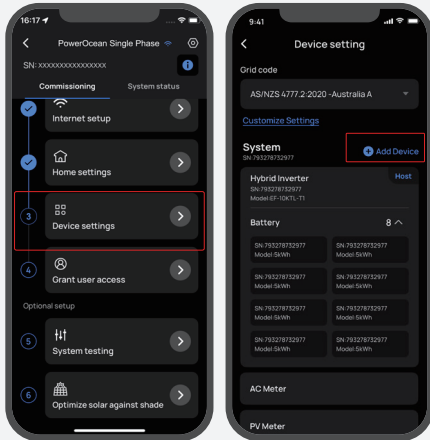 16:17
PowerOcean Single Phase
SN: xxxxxxxxxxxxxxxx
Commissioning
System status
Internet setup
Home settings
3
Device settings
4
Grant user access
Optional setup
5
System testing
6
Optimize solar against shade
9:41
Device setting
Grid code
AS/NZS 4777.2:2020 -Australia A
Customize Settings
System
SN-793278732977
Add Device
Hybrid Inverter
Host
SN-793278732977
Model:EF-10KTL-T1
Battery
8
SN:793278732977
Model:5kWh
SN:793278732977
Model:5kWh
SN:793278732977
Model:5kWh
SN:793278732977
Model:5kWh
SN:793278732977
Model:5kWh
SN:793278732977
Model:5kWh
SN:793278732977
Model:5kWh
SN:793278732977
Model:5kWh
AC Meter
PV Meter